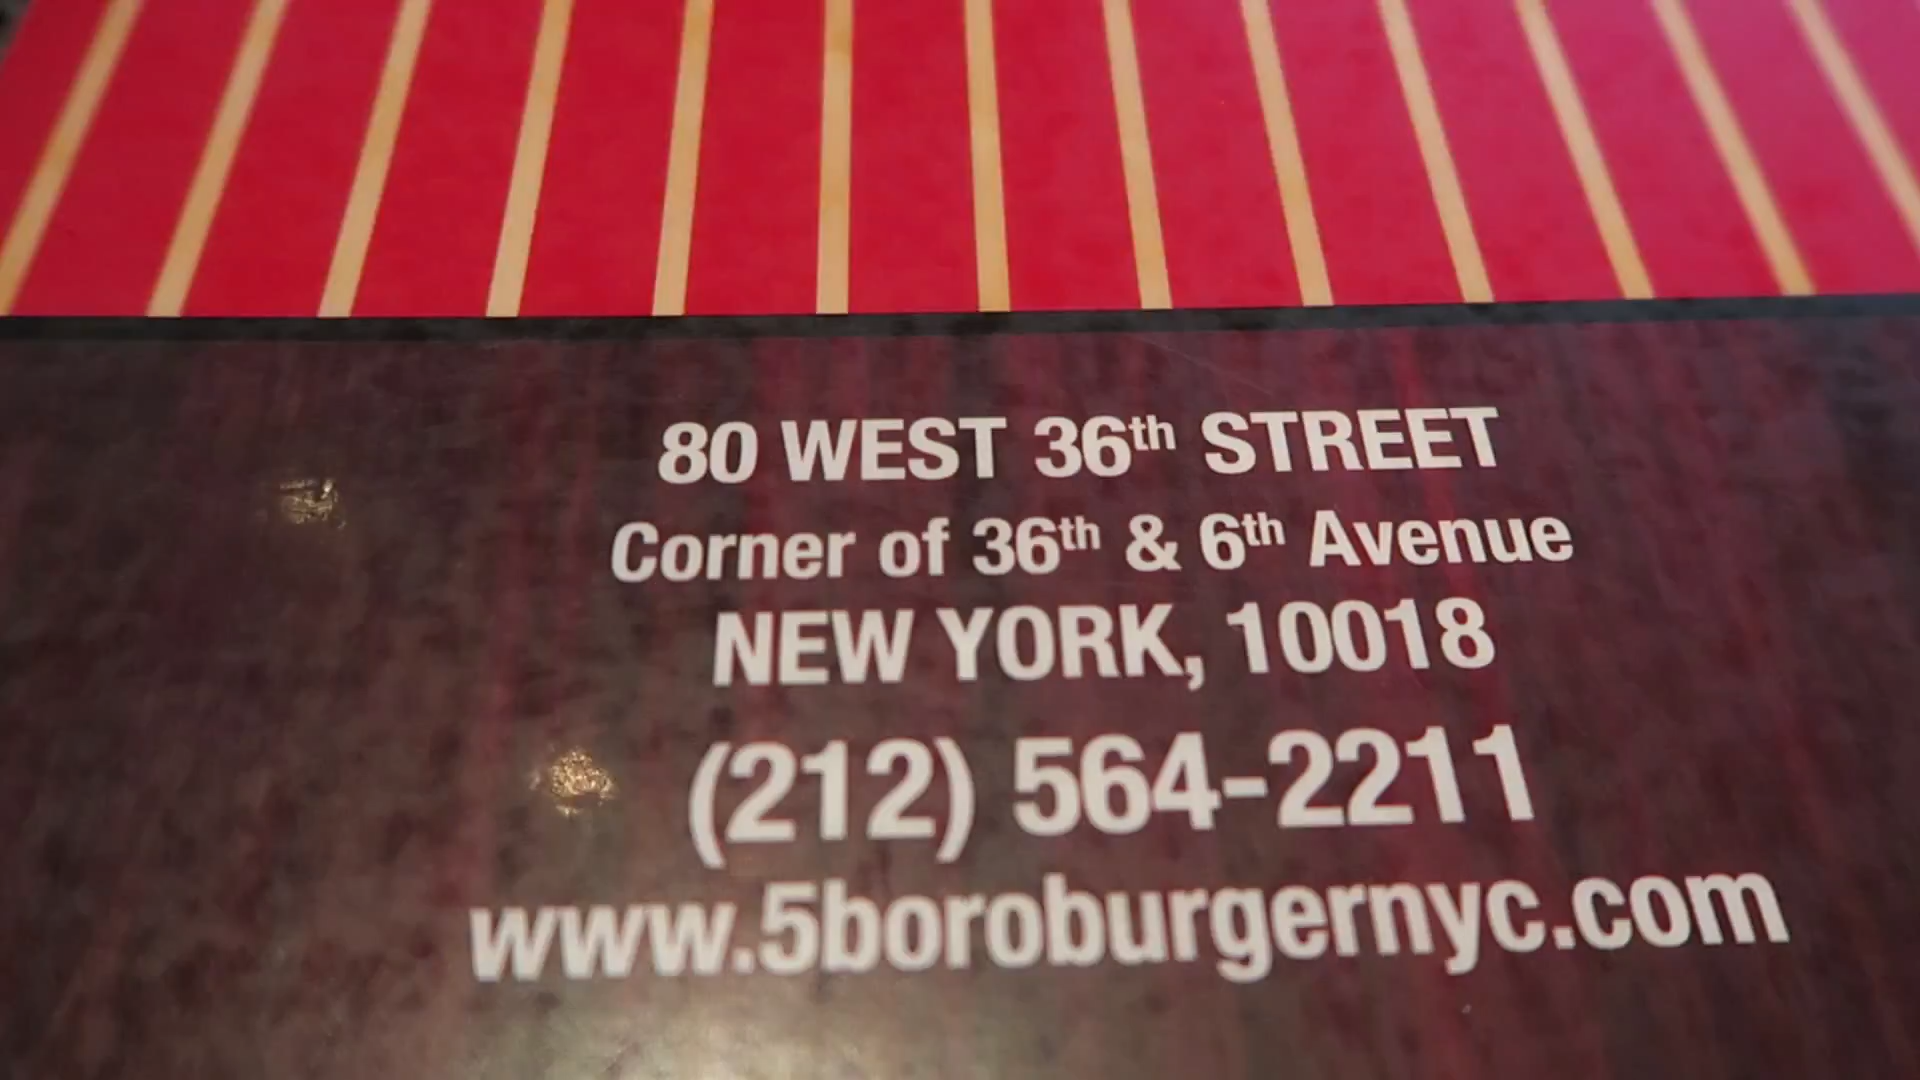 80 WEST 36th STREET
Corner of 36th & 6th Avenue
NEW YORK, 10018
(212) 564-2211
www.5boroburgernyc.com